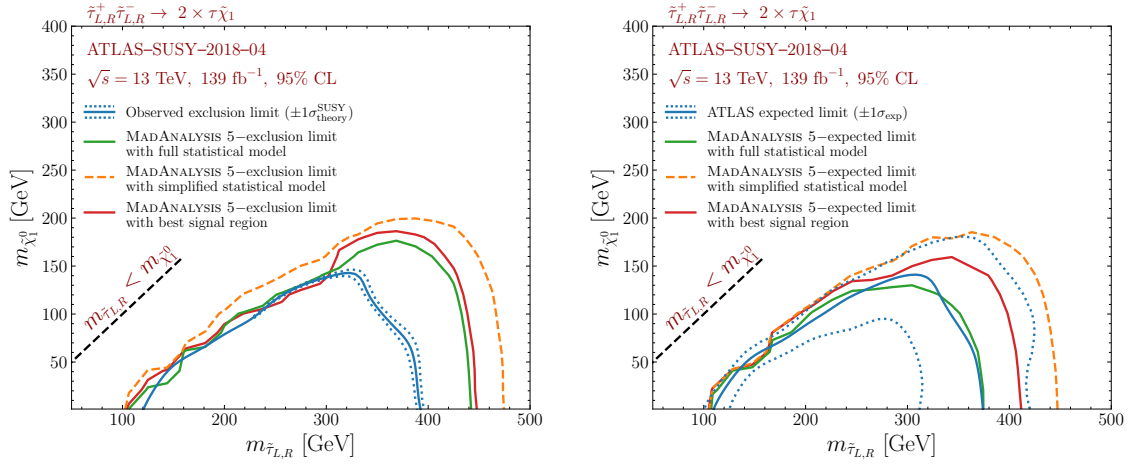 τ̃⁺_{L,R} τ̃⁻_{L,R} → 2 × τχ̃₁
ATLAS–SUSY–2018–04
√s = 13 TeV, 139 fb⁻¹, 95% CL
Observed exclusion limit (±1σ^{SUSY}_{theory})
MADANALYSIS 5−exclusion limit
with full statistical model
MADANALYSIS 5−exclusion limit
with simplified statistical model
MADANALYSIS 5−exclusion limit
with best signal region
m_{τ̃_{L,R}} < m_{χ̃₁⁰}
m_{χ̃₁⁰} [GeV]
400
350
300
250
200
150
100
50
100 200 300 400 500
m_{τ̃_{L,R}} [GeV]
τ̃⁺_{L,R} τ̃⁻_{L,R} → 2 × τχ̃₁
ATLAS–SUSY–2018–04
√s = 13 TeV, 139 fb⁻¹, 95% CL
ATLAS expected limit (±1σ_{exp})
MADANALYSIS 5−expected limit
with full statistical model
MADANALYSIS 5−expected limit
with simplified statistical model
MADANALYSIS 5−expected limit
with best signal region
m_{τ̃_{L,R}} < m_{χ̃₁⁰}
m_{χ̃₁⁰} [GeV]
400
350
300
250
200
150
100
50
100 200 300 400 500
m_{τ̃_{L,R}} [GeV]